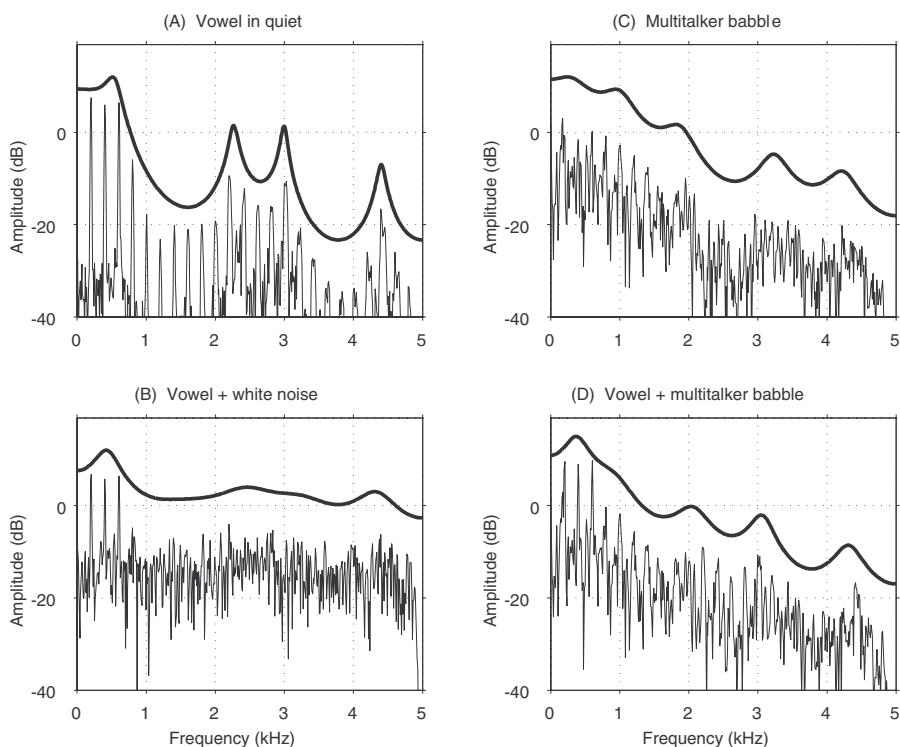 (A) Vowel in quiet
Amplitude (dB)
0
-20
-40
0 1 2 3 4 5
(C) Multitalker babble
Amplitude (dB)
0
-20
-40
0 1 2 3 4 5
(B) Vowel + white noise
Amplitude (dB)
0
-20
-40
0 1 2 3 4 5
Frequency (kHz)
(D) Vowel + multitalker babble
Amplitude (dB)
0
-20
-40
0 1 2 3 4 5
Frequency (kHz)